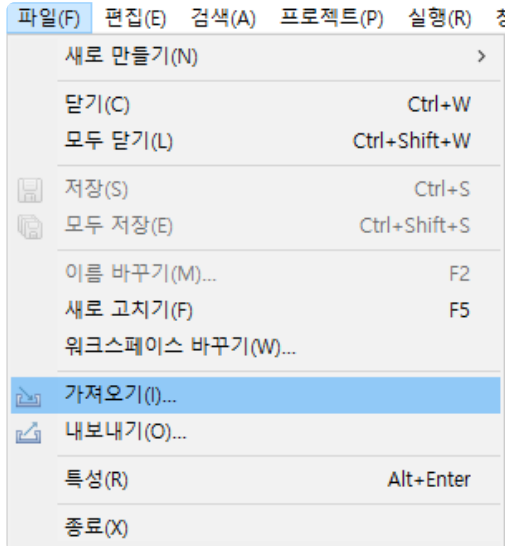 파일(F) 편집(E) 검색(A) 프로젝트(P) 실행(R)
새로 만들기(N) >
닫기(C) Ctrl+W
모두 닫기(L) Ctrl+Shift+W
저장(S) Ctrl+S
모두 저장(E) Ctrl+Shift+S
이름 바꾸기(M)... F2
새로 고치기(F) F5
워크스페이스 바꾸기(W)...
가져오기(I)...
내보내기(O)...
특성(R) Alt+Enter
종료(X)